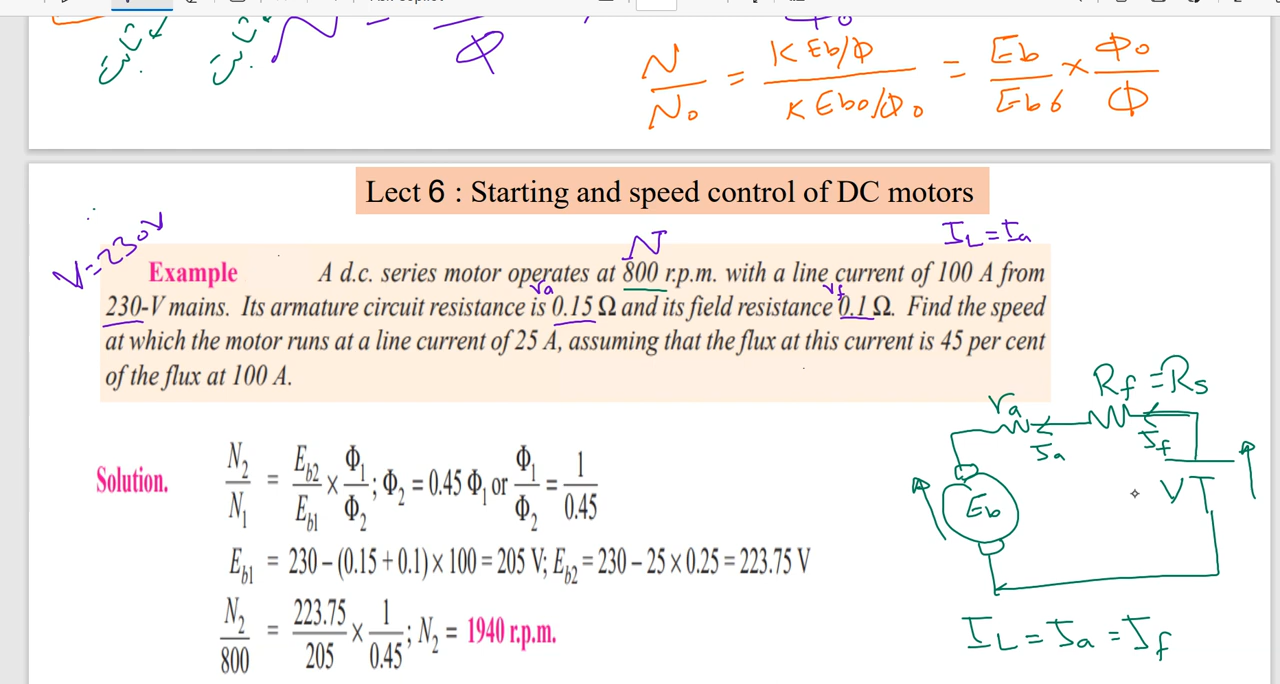 N = / Φ
N/N₀ = K Eb/Φ / K Eb0/Φ₀ = Eb/Eb6 × Φ₀/Φ
Lect 6 : Starting and speed control of DC motors
V=230V
N
IL=Ia
Example A d.c. series motor operates at 800 r.p.m. with a line current of 100 A from
ra
rf
230-V mains. Its armature circuit resistance is 0.15 Ω and its field resistance 0.1 Ω. Find the speed
at which the motor runs at a line current of 25 A, assuming that the flux at this current is 45 per cent
of the flux at 100 A.
Rf = Rs
ra
Ia
If
Eb
VT
Solution. N₂/N₁ = Eb2/Eb1 × Φ₁/Φ₂ ; Φ₂ = 0.45 Φ₁ or Φ₁/Φ₂ = 1/0.45
Eb1 = 230 – (0.15 + 0.1) × 100 = 205 V; Eb2 = 230 – 25 × 0.25 = 223.75 V
N₂/800 = 223.75/205 × 1/0.45 ; N₂ = 1940 r.p.m.
IL = Ia = If